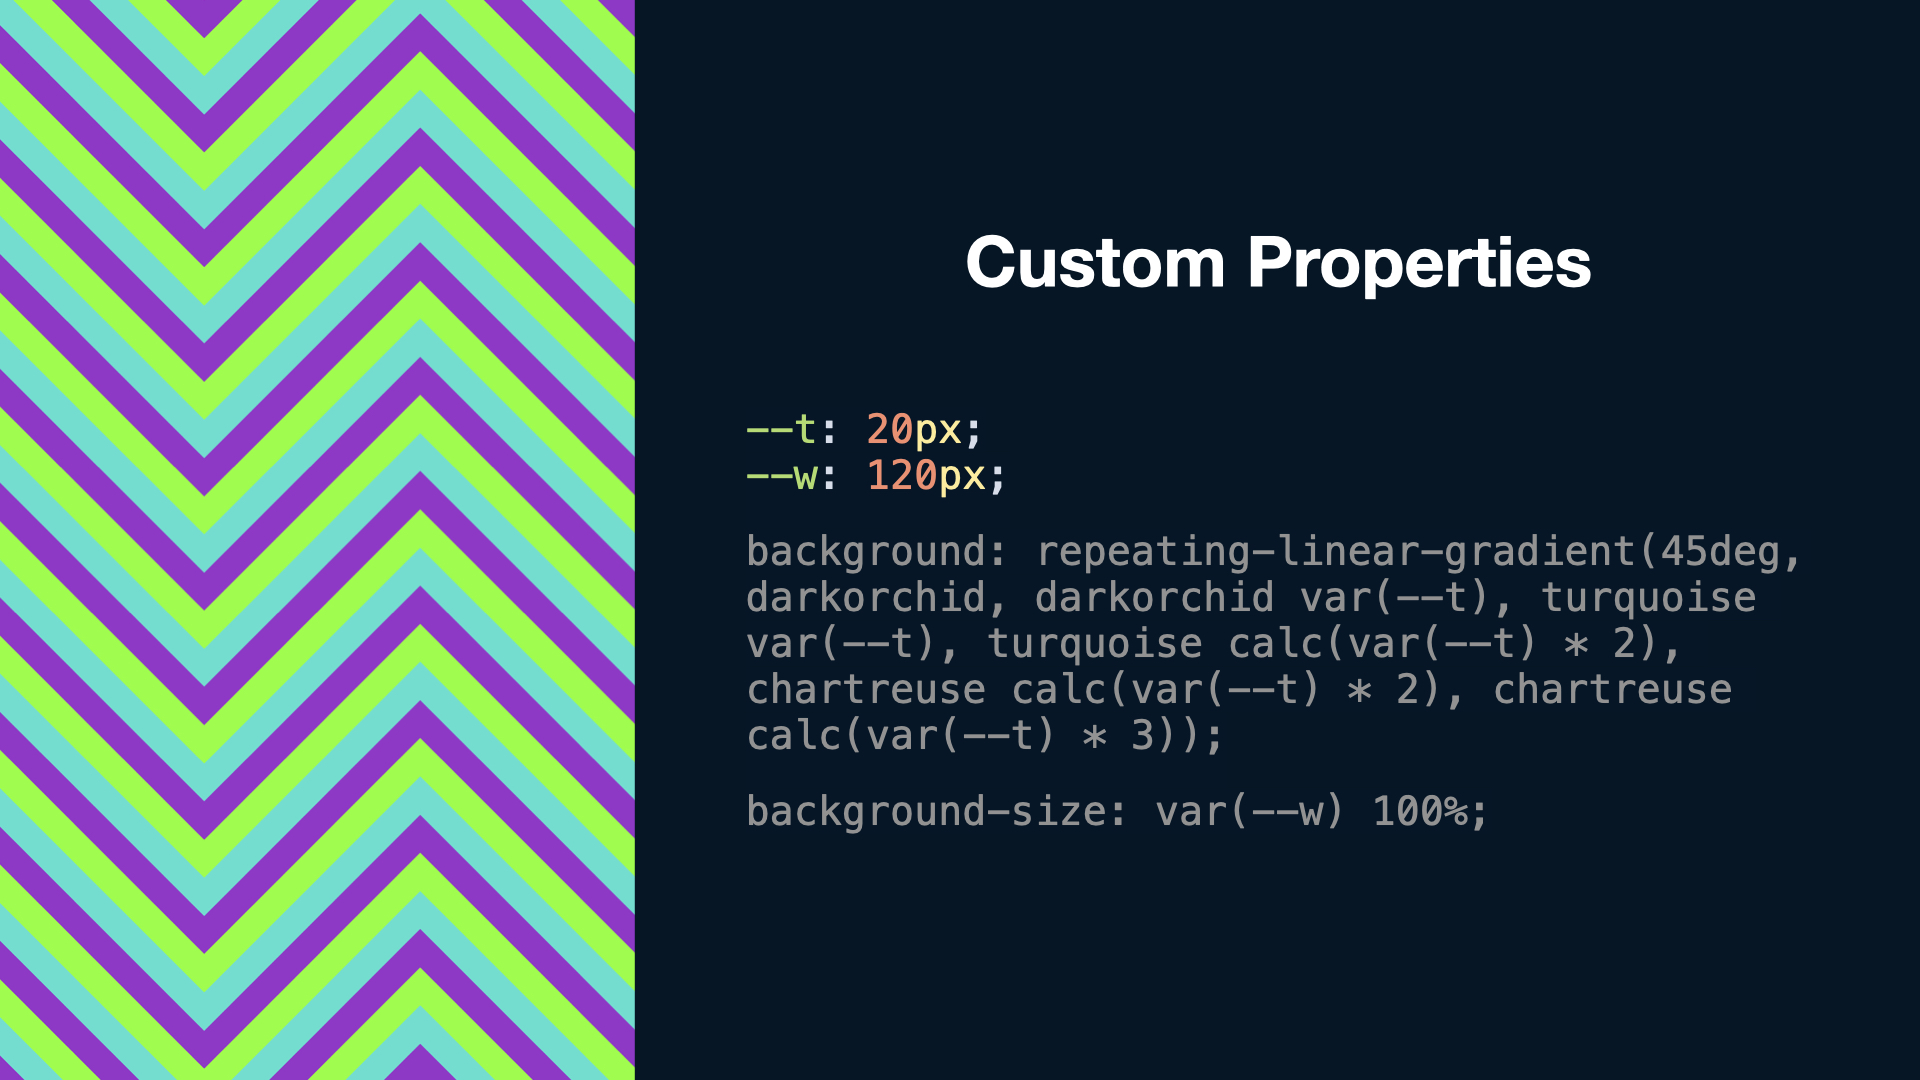 Custom Properties
--t: 20px;
--w: 120px;
background: repeating-linear-gradient(45deg,
darkorchid, darkorchid var(--t), turquoise
var(--t), turquoise calc(var(--t) * 2),
chartreuse calc(var(--t) * 2), chartreuse
calc(var(--t) * 3));
background-size: var(--w) 100%;